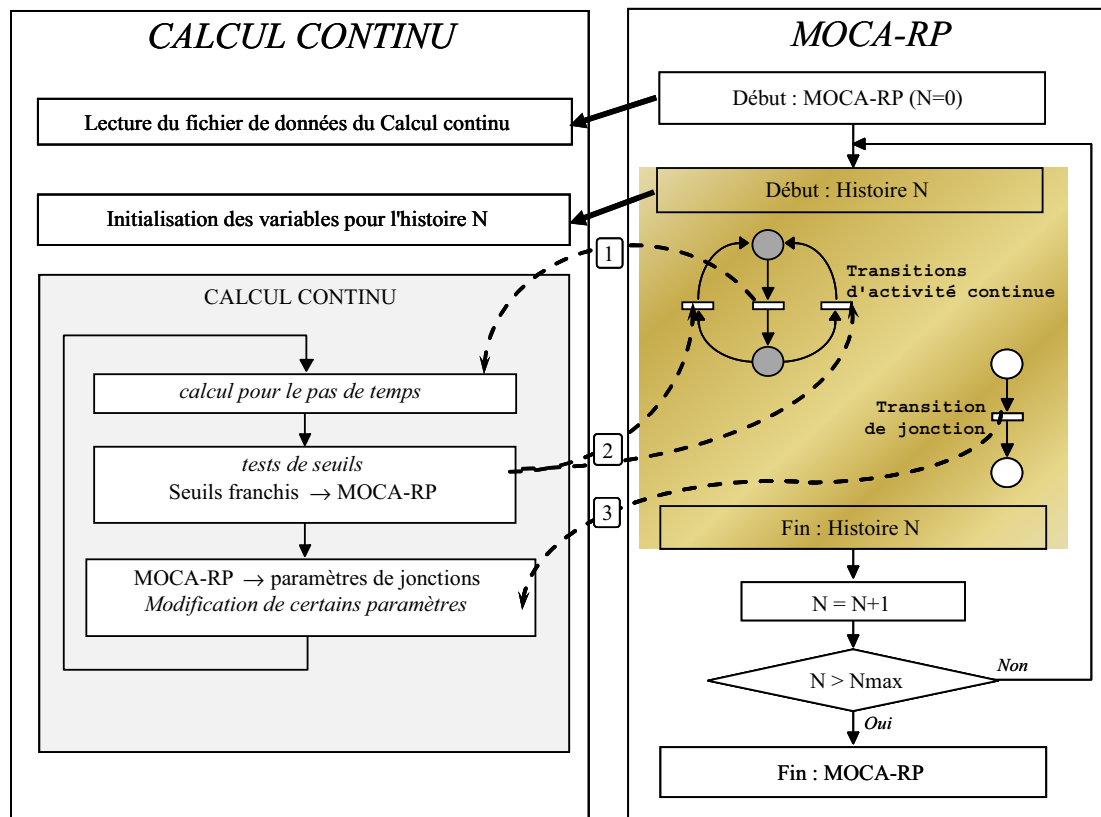 CALCUL CONTINU
Lecture du fichier de données du Calcul continu
Initialisation des variables pour l'histoire N
CALCUL CONTINU
calcul pour le pas de temps
tests de seuils
Seuils franchis → MOCA-RP
MOCA-RP → paramètres de jonctions
Modification de certains paramètres
1
2
3
MOCA-RP
Début : MOCA-RP (N=0)
Début : Histoire N
Transitions
d'activité continue
Transition
de jonction
Fin : Histoire N
N = N+1
N > Nmax
Non
Oui
Fin : MOCA-RP